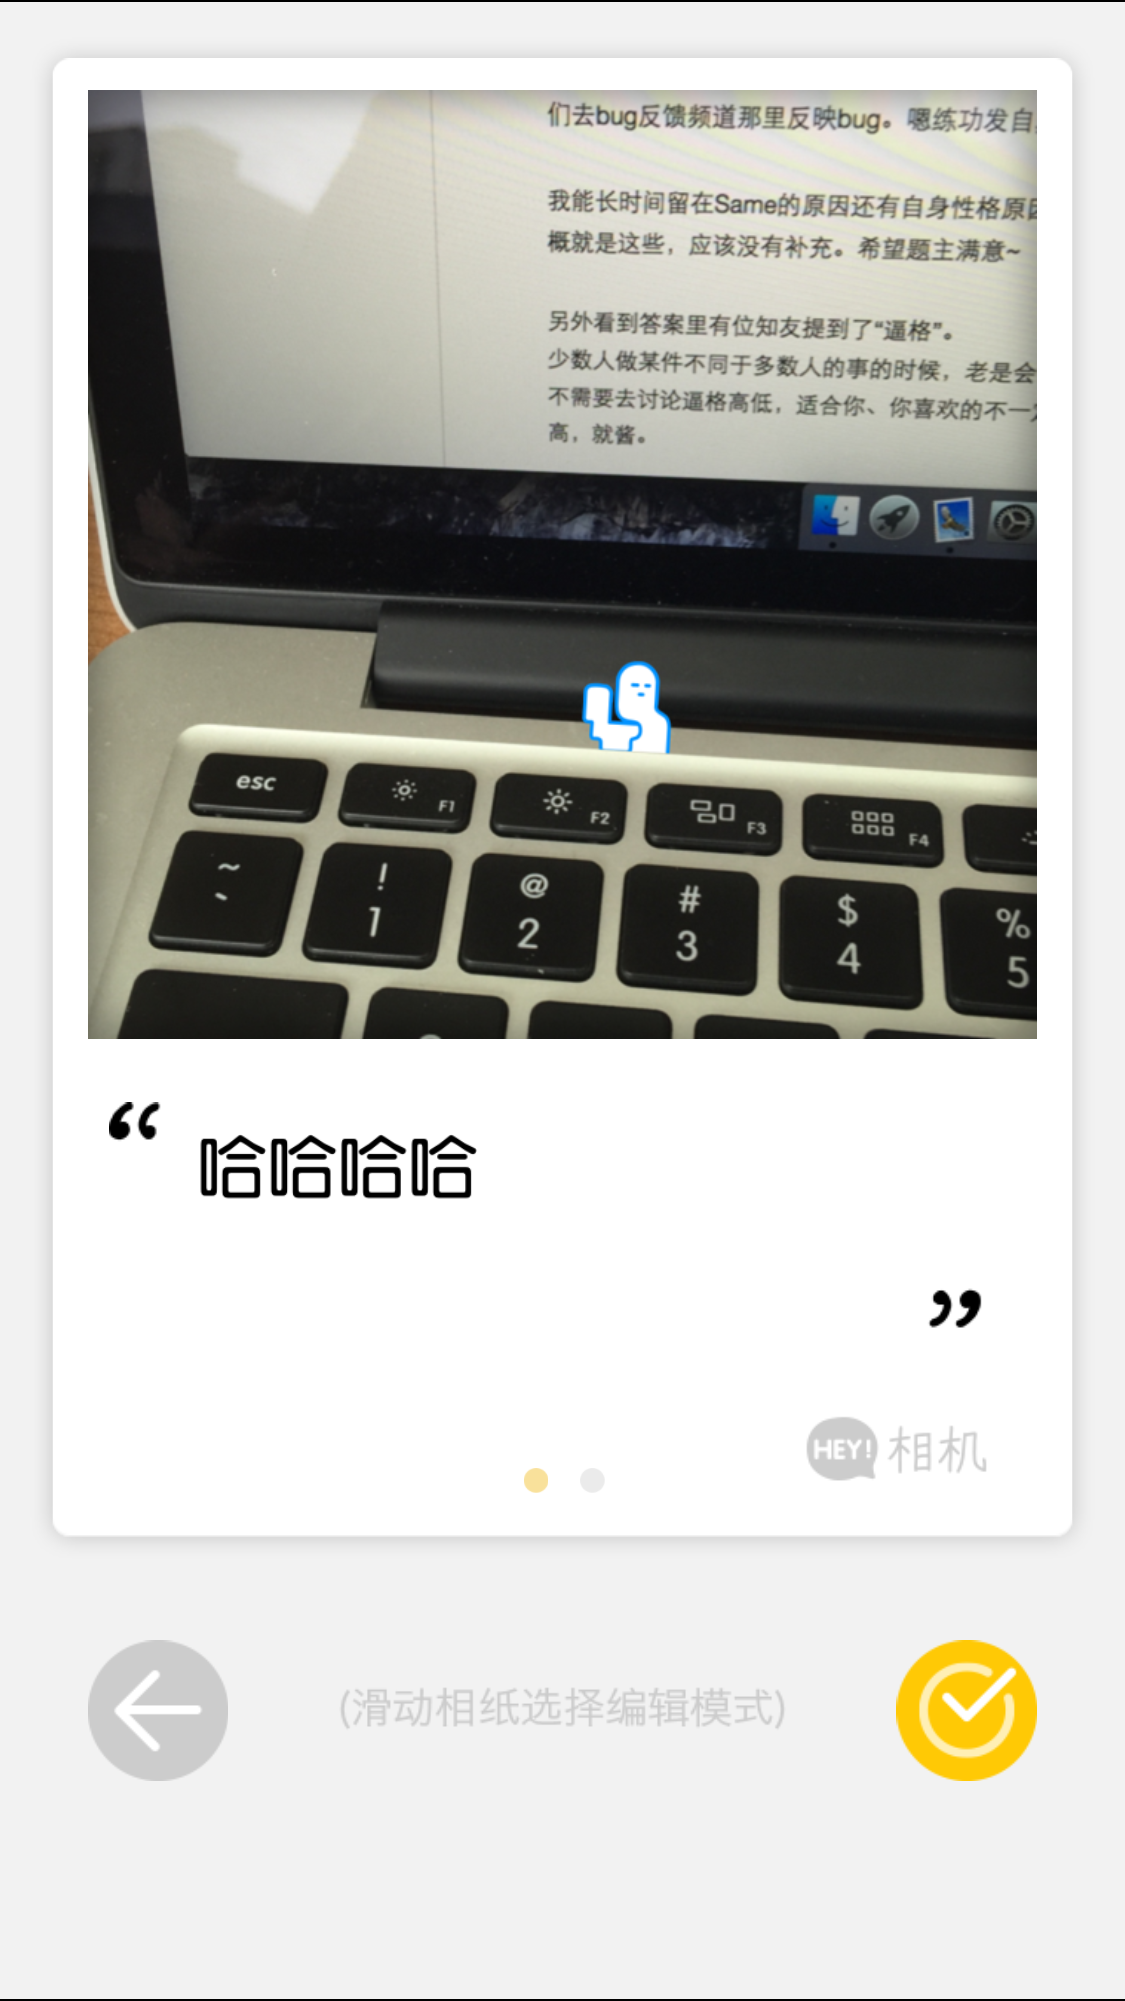 们去bug反馈频道那里反映bug。嗯练功发自
我能长时间留在Same的原因还有自身性格原因
概就是这些，应该没有补充。希望题主满意~
另外看到答案里有位知友提到了“逼格”。
少数人做某件不同于多数人的事的时候，老是会
不需要去讨论逼格高低，适合你、你喜欢的不一定
高，就酱。
esc F1 F2 F3 F4
~ ! @ # $ %
` 1 2 3 4 5
“哈哈哈哈
”
HEY! 相机
(滑动相纸选择编辑模式)